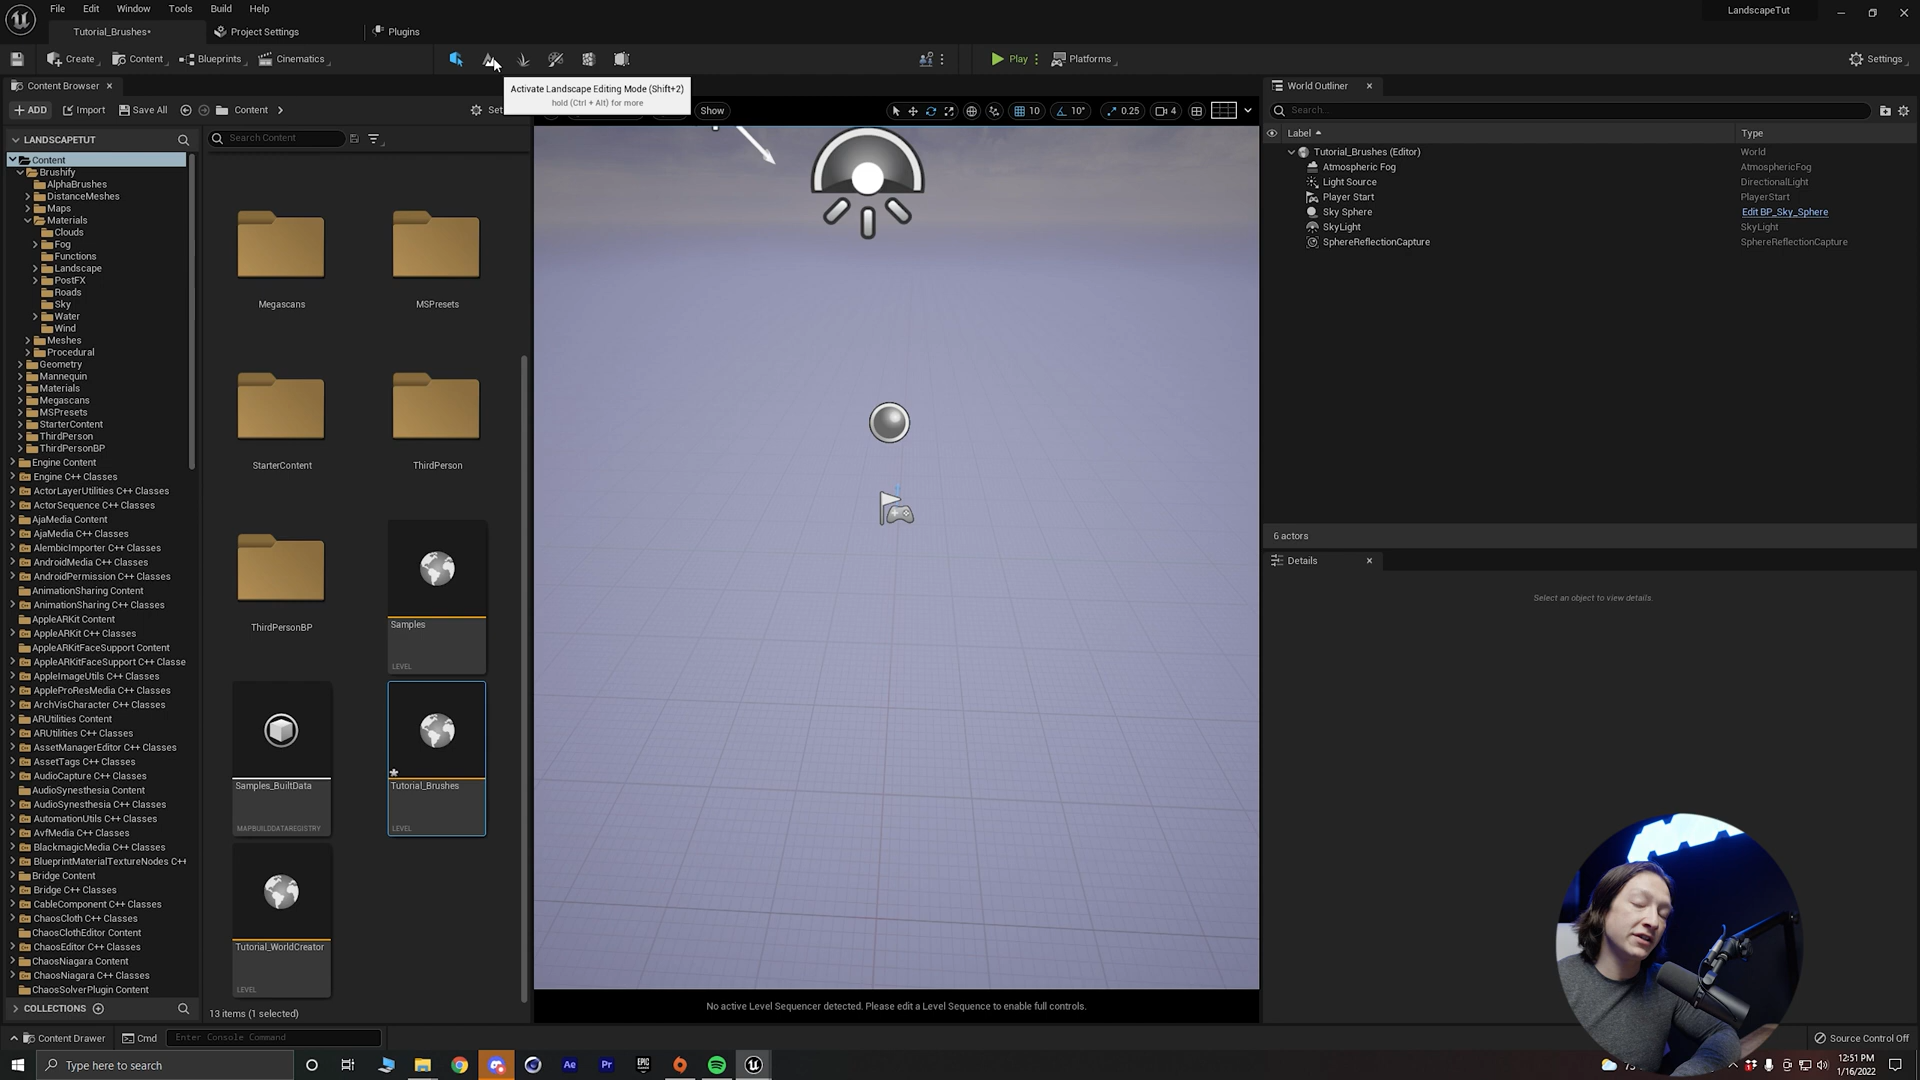 File Edit Window Tools Build Help
LandscapeTut
Tutorial_Brushes•
Project Settings
Plugins
Create
Content
Blueprints
Cinematics
Play
Platforms
Settings
Activate Landscape Editing Mode (Shift+2)
hold (Ctrl + Alt) for more
Content Browser
ADD
Import
Save All
Content
Show
10
10°
0.25
4
LANDSCAPETUT
Search Content
Content
Brushify
AlphaBrushes
DistanceMeshes
Maps
Materials
Clouds
Fog
Functions
Landscape
PostFX
Roads
Sky
Water
Wind
Meshes
Procedural
Geometry
Mannequin
Materials
Megascans
MSPresets
StarterContent
ThirdPerson
ThirdPersonBP
Engine Content
Engine C++ Classes
ActorLayerUtilities C++ Classes
ActorSequence C++ Classes
AjaMedia Content
AjaMedia C++ Classes
AlembicImporter C++ Classes
AndroidMedia C++ Classes
AndroidPermission C++ Classes
AnimationSharing Content
AnimationSharing C++ Classes
AppleARKit Content
AppleARKit C++ Classes
AppleARKitFaceSupport Content
AppleARKitFaceSupport C++ Classe
AppleImageUtils C++ Classes
AppleProResMedia C++ Classes
ArchVisCharacter C++ Classes
ARUtilities Content
ARUtilities C++ Classes
AssetManagerEditor C++ Classes
AssetTags C++ Classes
AudioCapture C++ Classes
AudioSynesthesia Content
AudioSynesthesia C++ Classes
AutomationUtils C++ Classes
AvfMedia C++ Classes
BlackmagicMedia C++ Classes
BlueprintMaterialTextureNodes C++
Bridge Content
Bridge C++ Classes
CableComponent C++ Classes
ChaosCloth C++ Classes
ChaosClothEditor Content
ChaosEditor C++ Classes
ChaosNiagara Content
ChaosNiagara C++ Classes
ChaosSolverPlugin Content
COLLECTIONS
Megascans
MSPresets
StarterContent
ThirdPerson
ThirdPersonBP
Samples
LEVEL
Samples_BuiltData
MAPBUILDDATAREGISTRY
Tutorial_Brushes
LEVEL
Tutorial_WorldCreator
LEVEL
13 items (1 selected)
No active Level Sequencer detected. Please edit a Level Sequence to enable full controls.
World Outliner
Search...
Label
Type
Tutorial_Brushes (Editor)
World
Atmospheric Fog
AtmosphericFog
Light Source
DirectionalLight
Player Start
PlayerStart
Sky Sphere
Edit BP_Sky_Sphere
SkyLight
SkyLight
SphereReflectionCapture
SphereReflectionCapture
6 actors
Details
Select an object to view details.
Content Drawer
Cmd
Enter Console Command
Source Control Off
Type here to search
Ae
Pr
EPIC
12:51 PM
1/16/2022